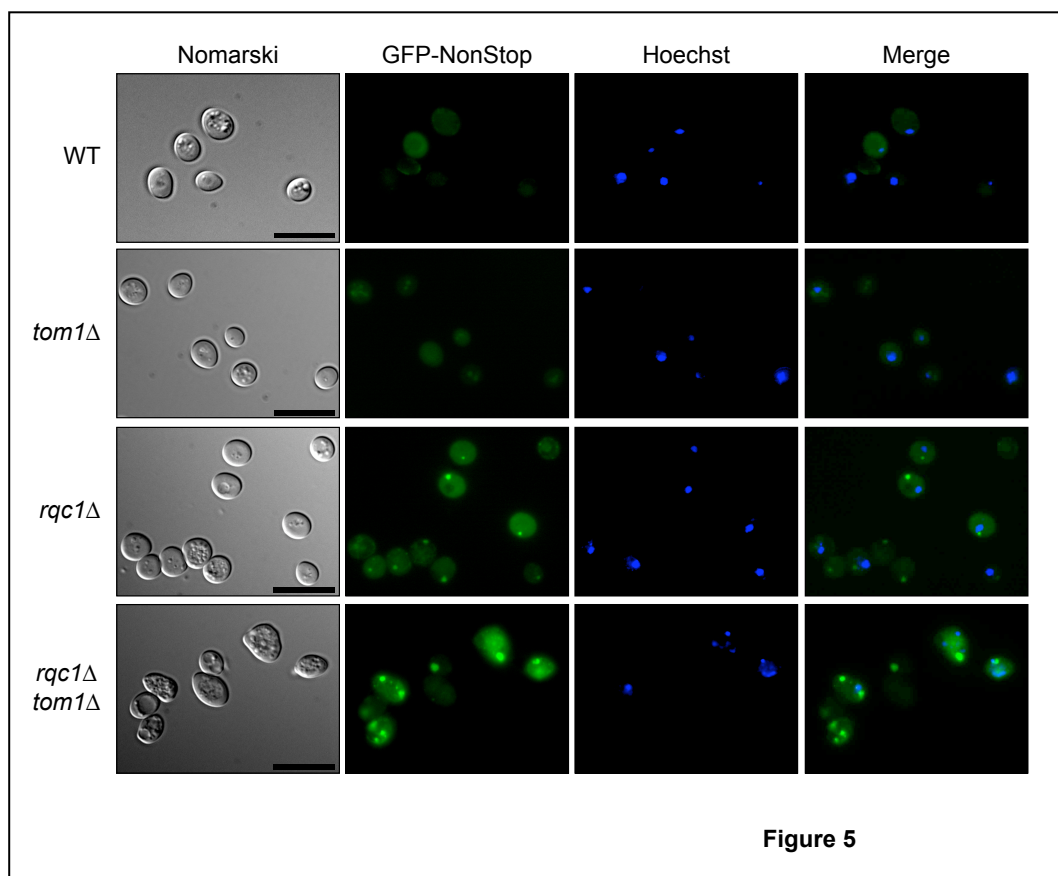 Nomarski GFP-NonStop Hoechst Merge
WT
tom1Δ
rqc1Δ
rqc1Δ
tom1Δ
Figure 5